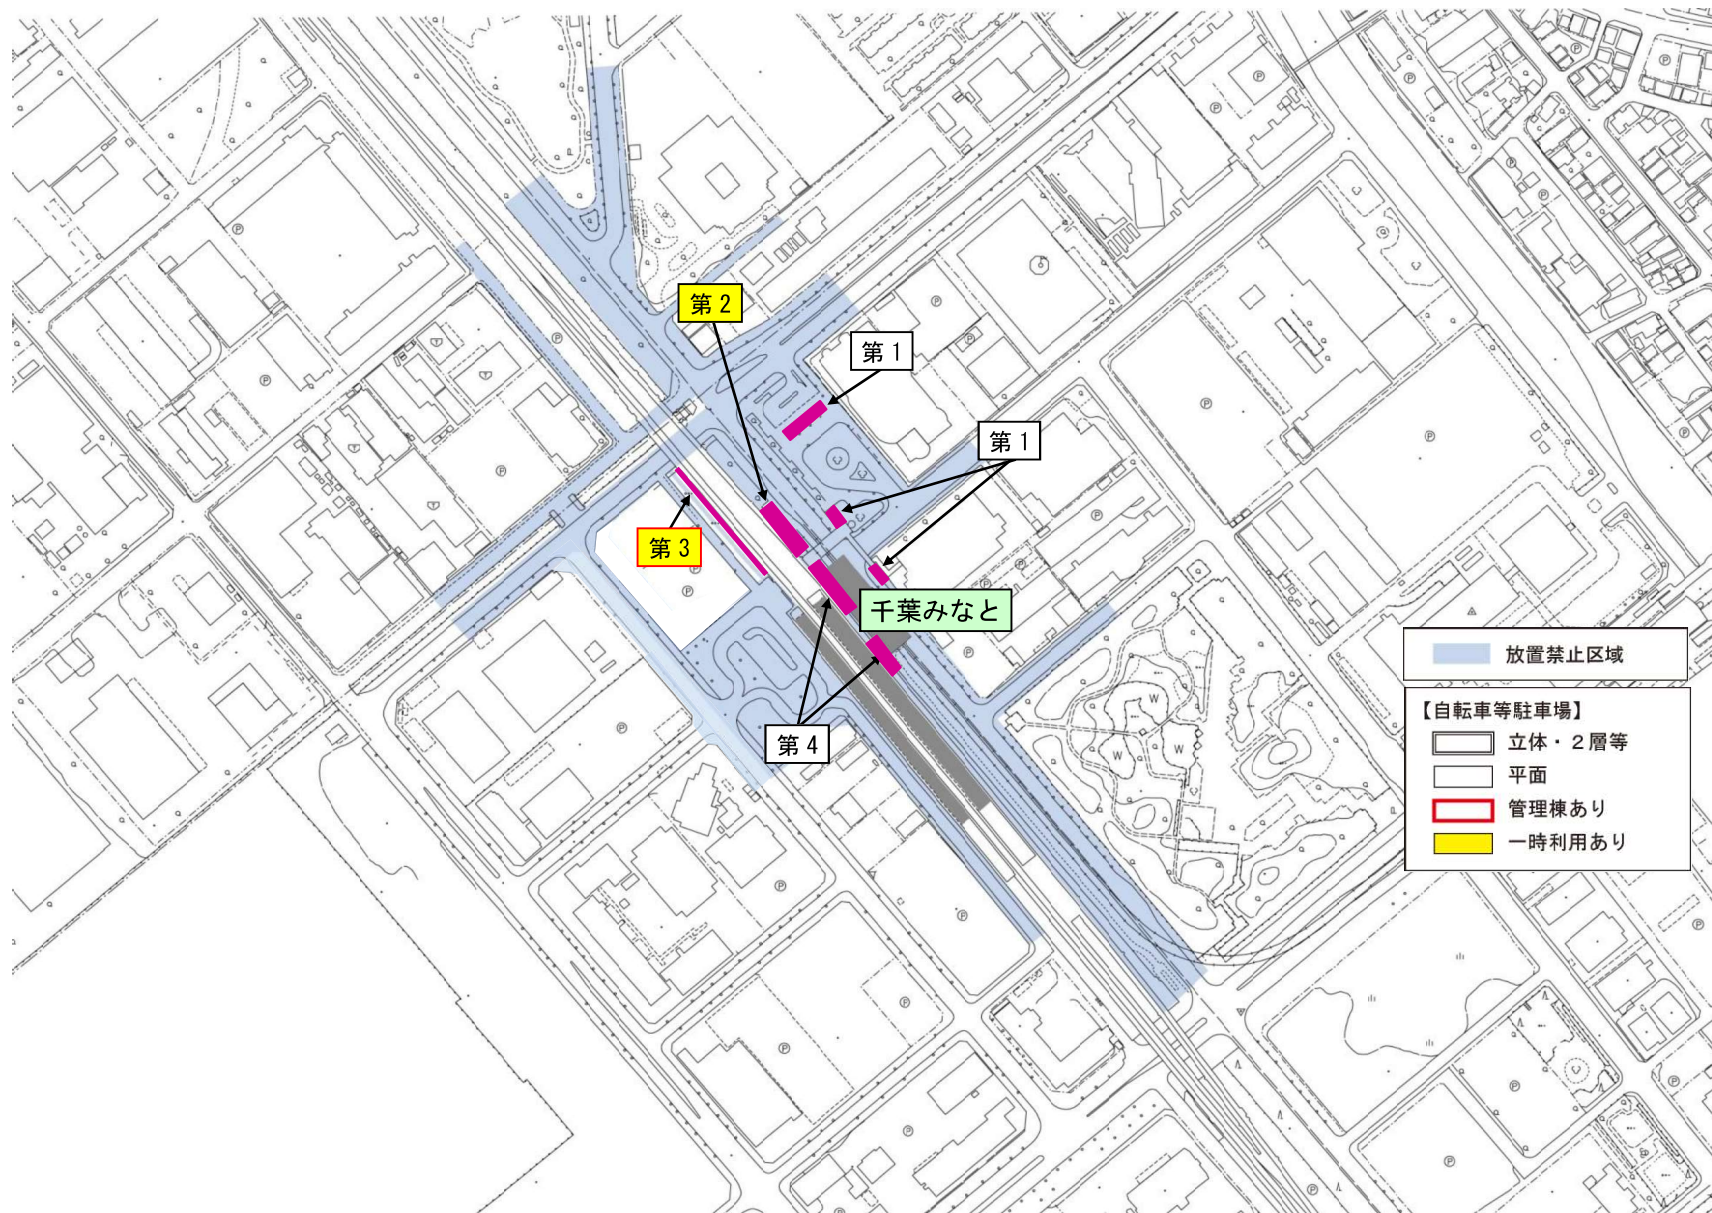 第2
第1
第1
第3
千葉みなと
第4
放置禁止区域
【自転車等駐車場】
立体・2層等
平面
管理棟あり
一時利用あり